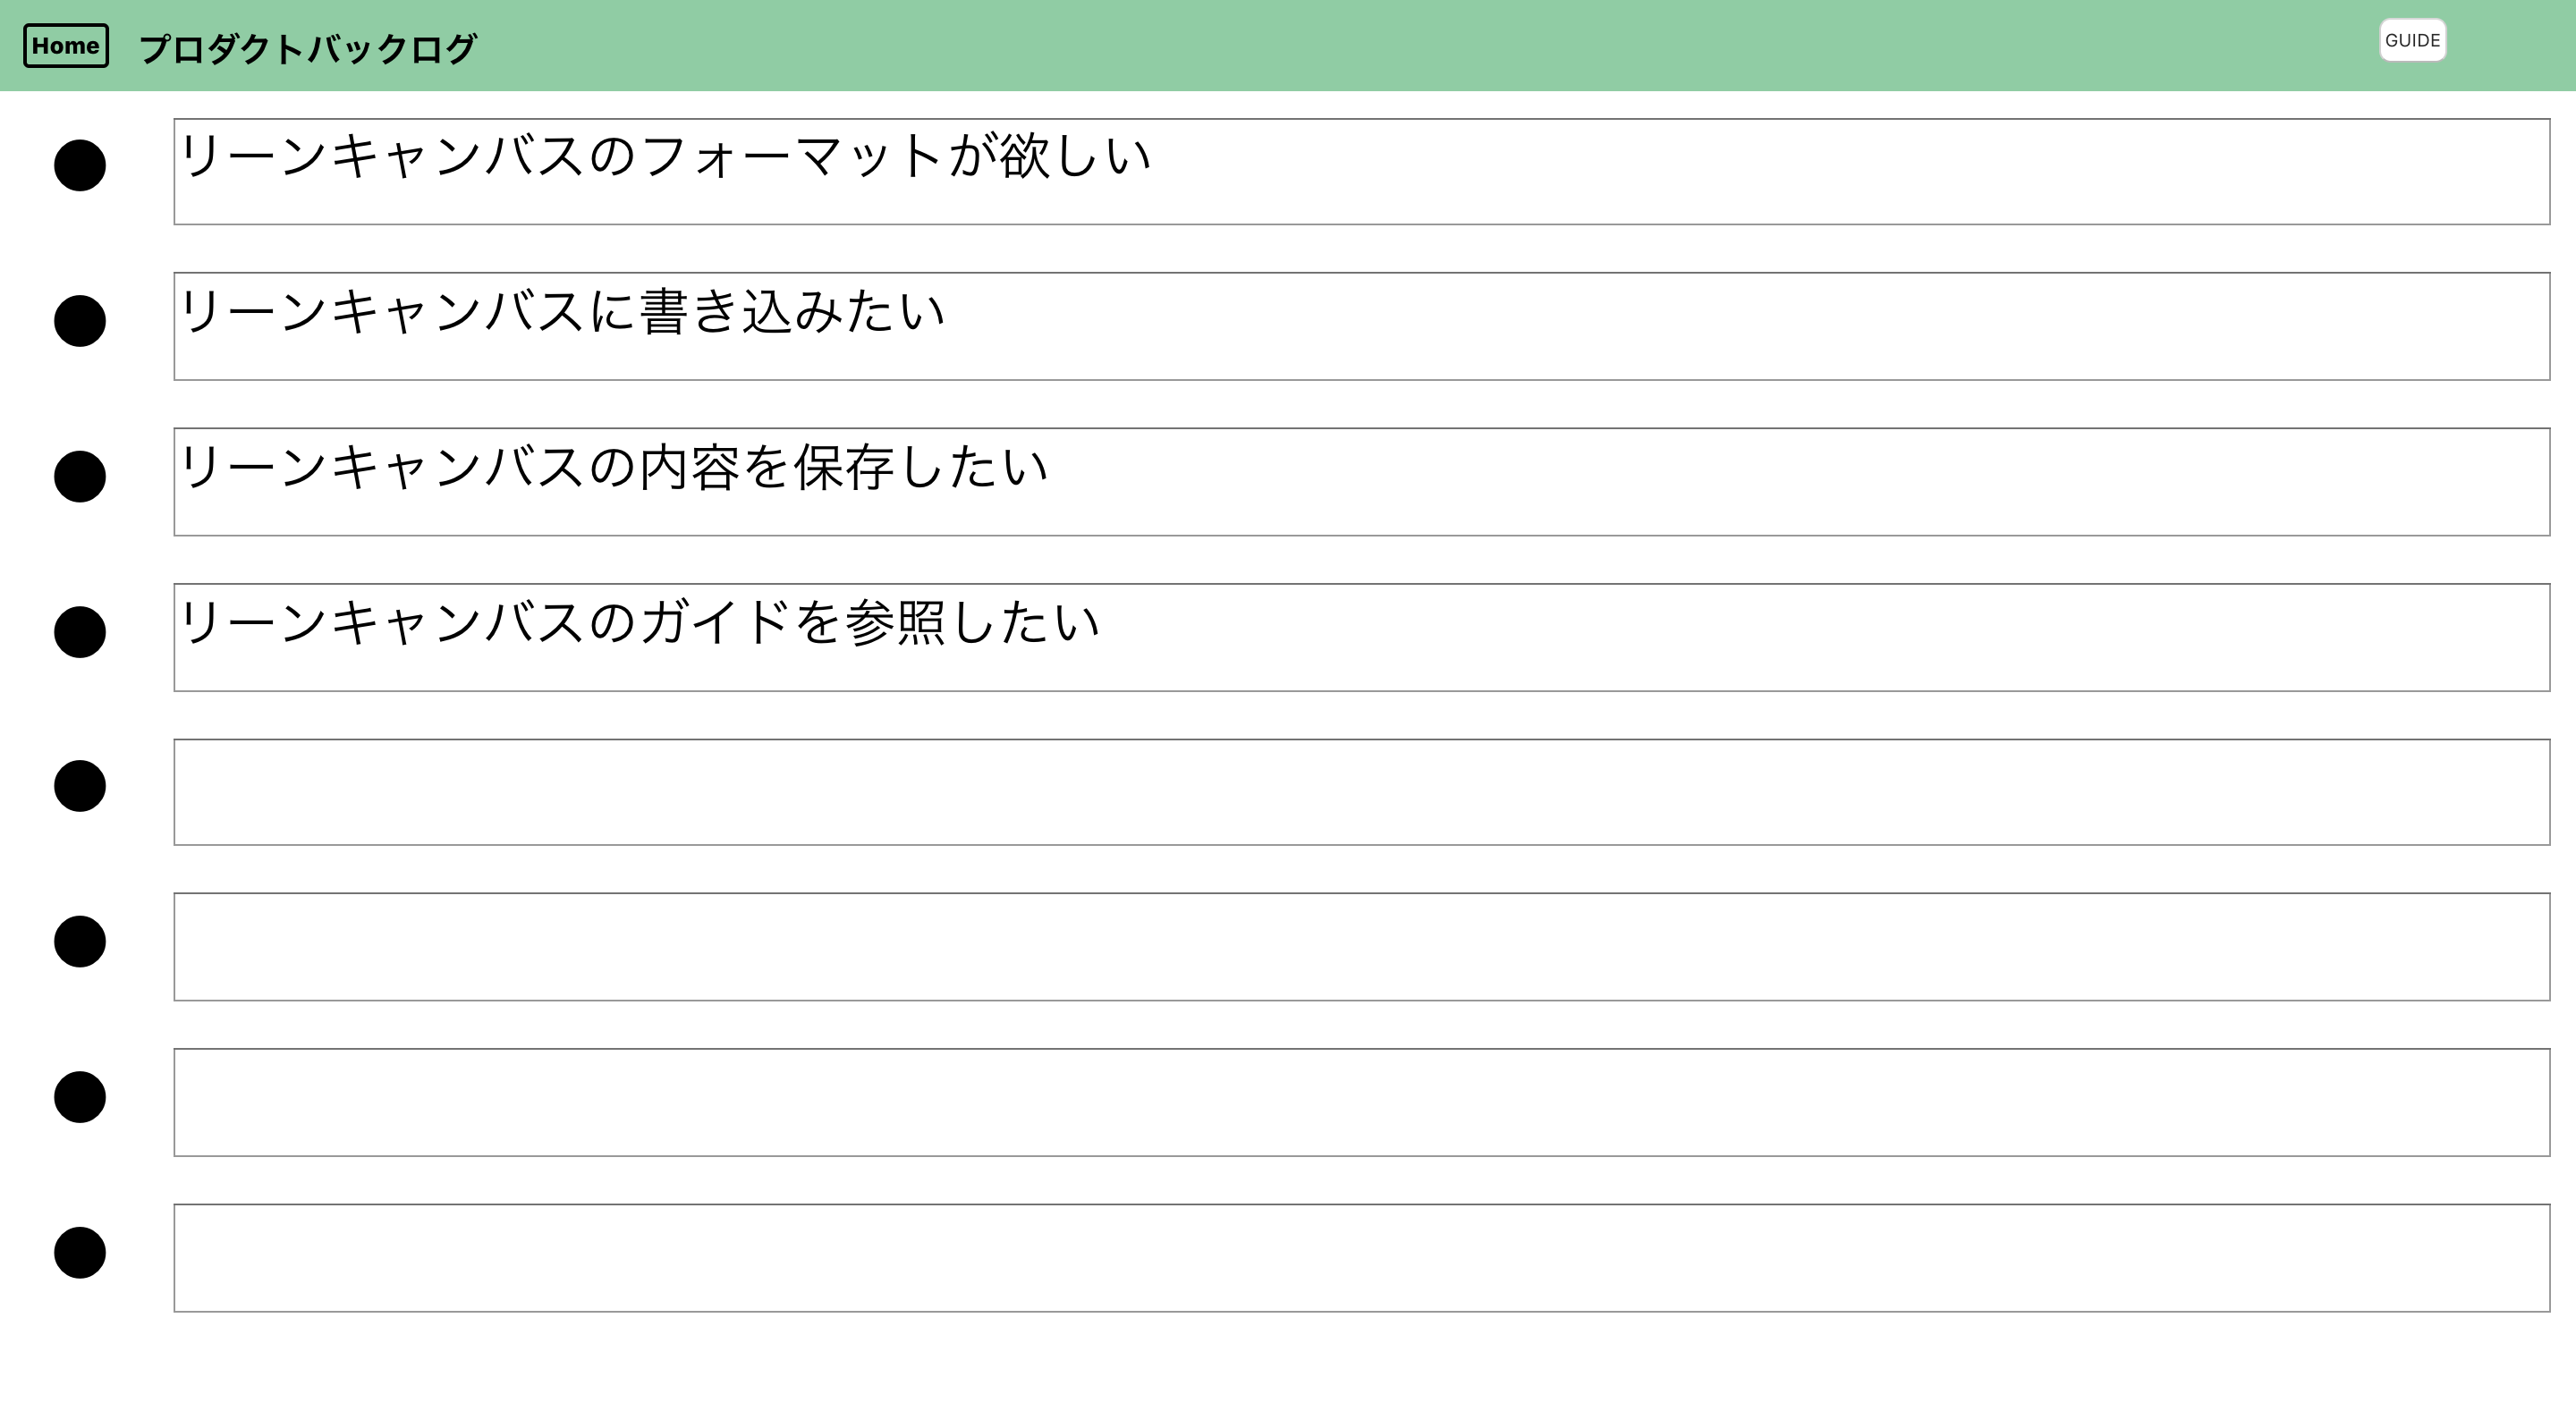 Home プロダクトバックログ GUIDE
リーンキャンバスのフォーマットが欲しい
リーンキャンバスに書き込みたい
リーンキャンバスの内容を保存したい
リーンキャンバスのガイドを参照したい